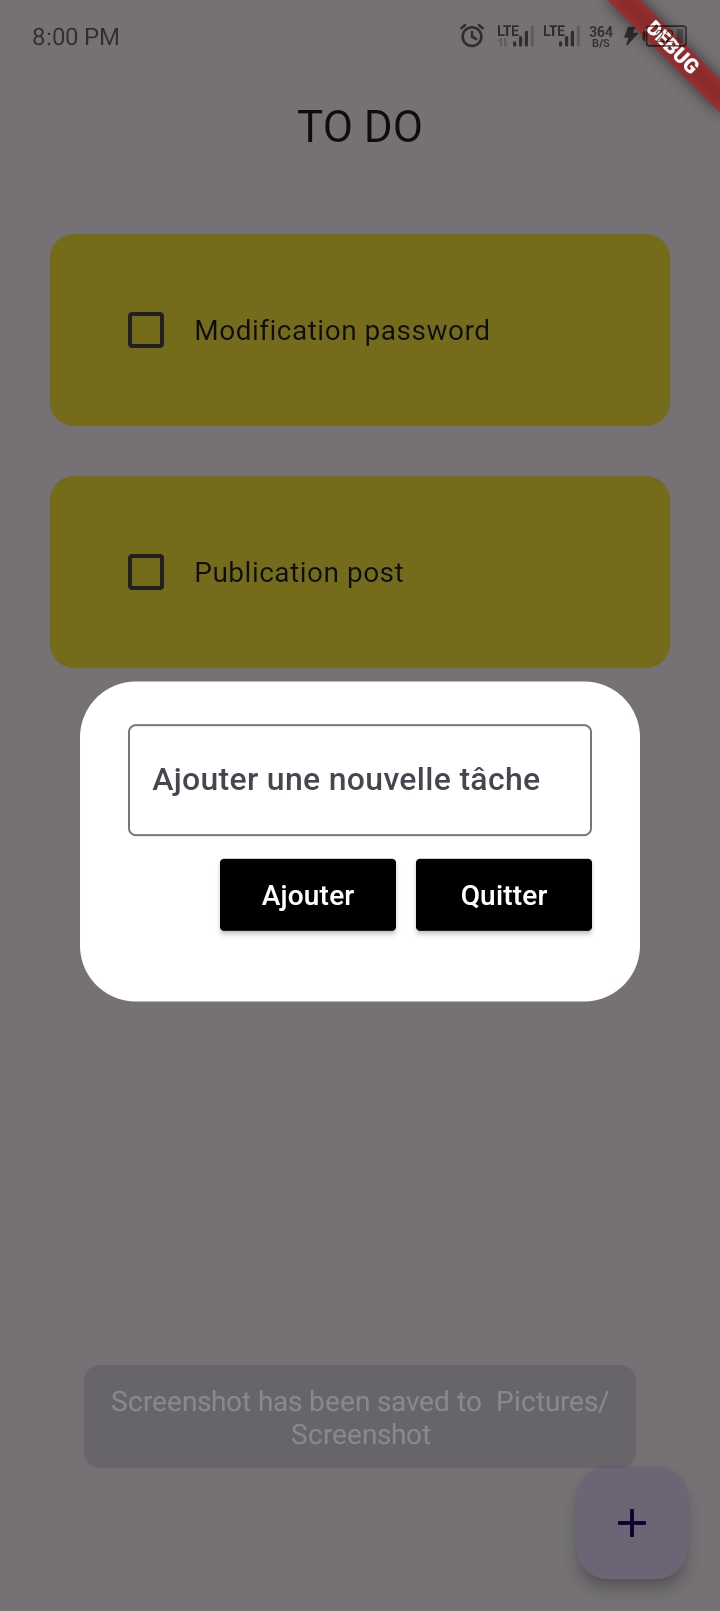 8:00 PM
LTE LTE 364
B/S
DEBUG
TO DO
Modification password
Publication post
Ajouter une nouvelle tâche
Ajouter Quitter
Screenshot has been saved to Pictures/
Screenshot
+